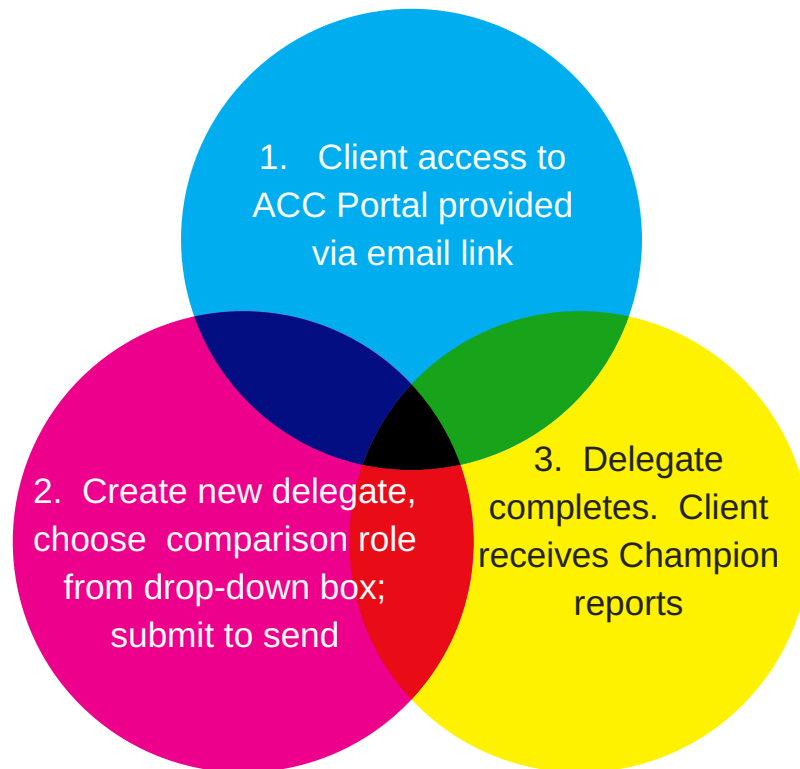 1.   Client access to
ACC Portal provided
via email link
2.  Create new delegate,
choose  comparison role
from drop-down box;
submit to send
3.  Delegate
completes.  Client
receives Champion
reports